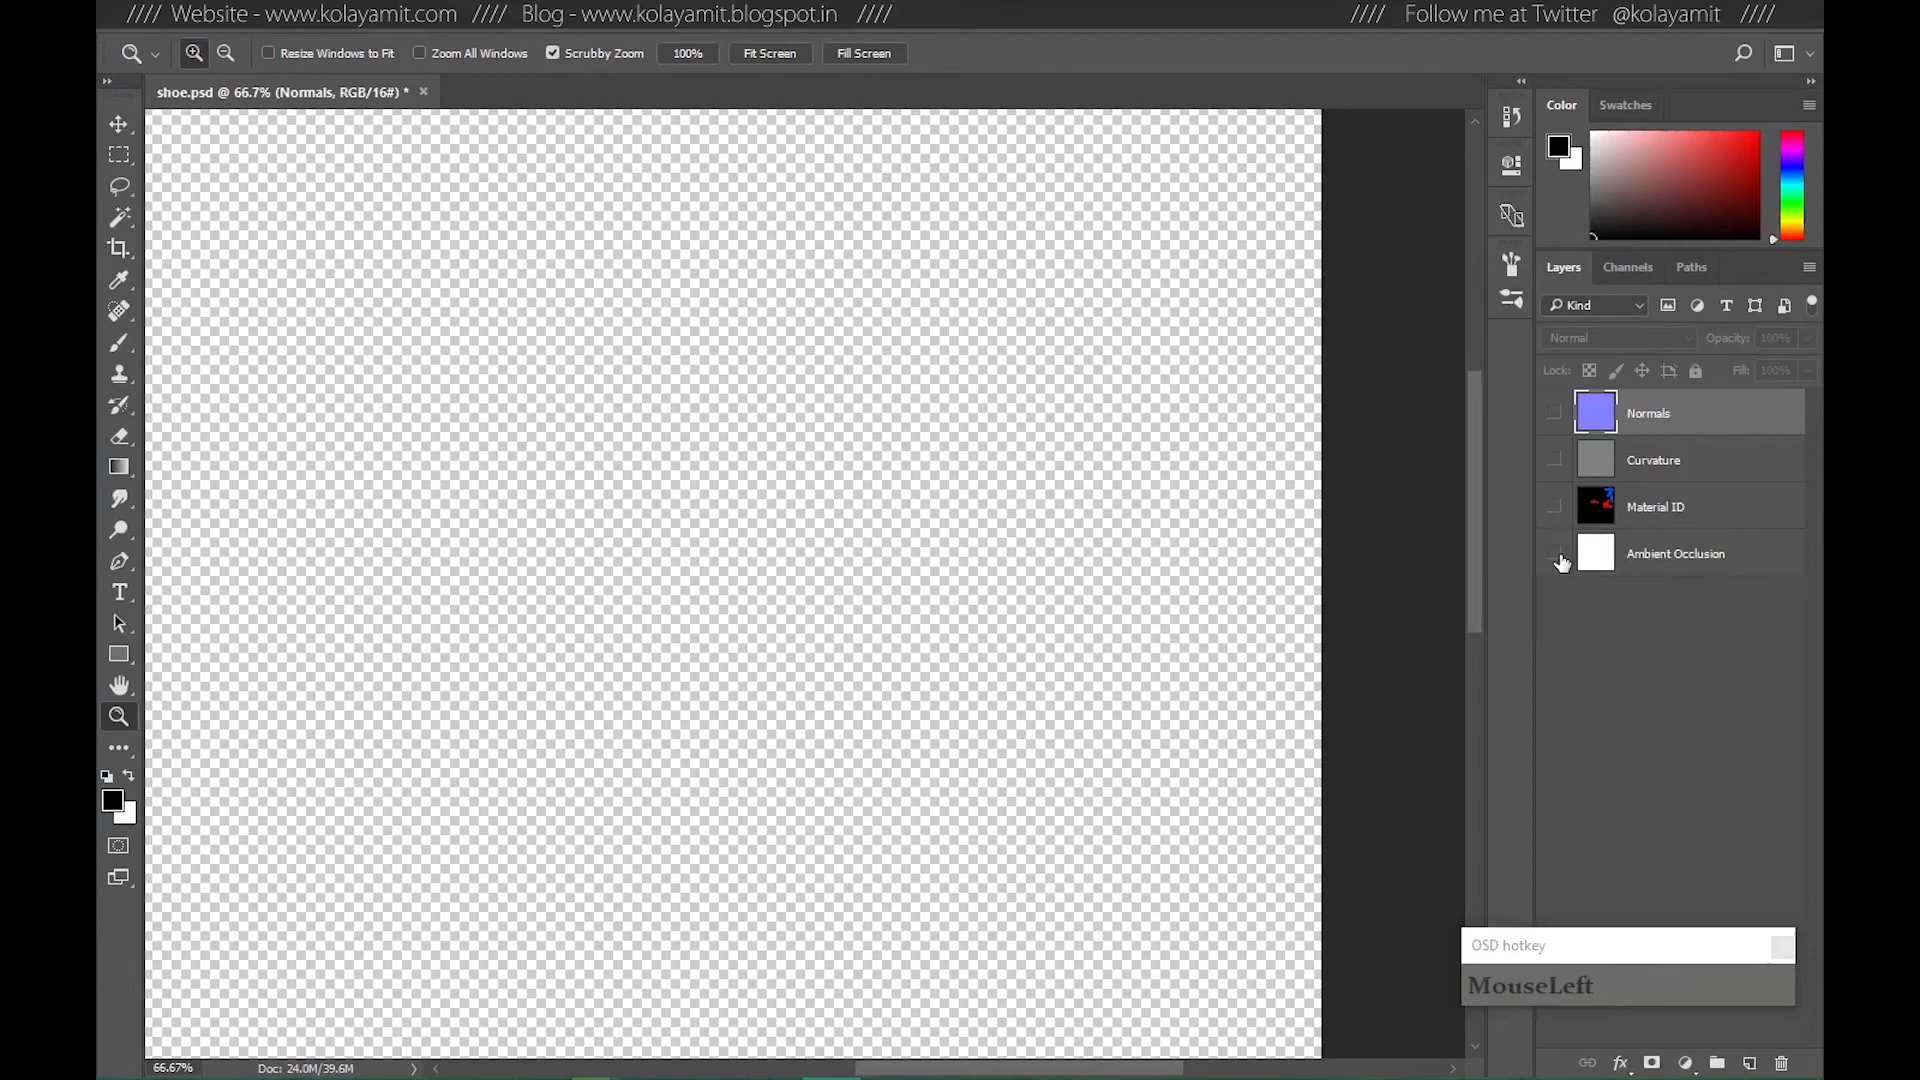 //// Website - www.kolayamit.com //// Blog - www.kolayamit.blogspot.in //// //// Follow me at Twitter @kolayamit ////
Resize Windows to Fit Zoom All Windows Scrubby Zoom 100% Fit Screen Fill Screen
shoe.psd @ 66.7% (Normals, RGB/16#) *
Color Swatches
Layers Channels Paths
Kind
Normal Opacity: 100%
Lock: Fill: 100%
Normals
Curvature
Material ID
Ambient Occlusion
OSD hotkey
MouseLeft
66.67% Doc: 24.0M/39.6M